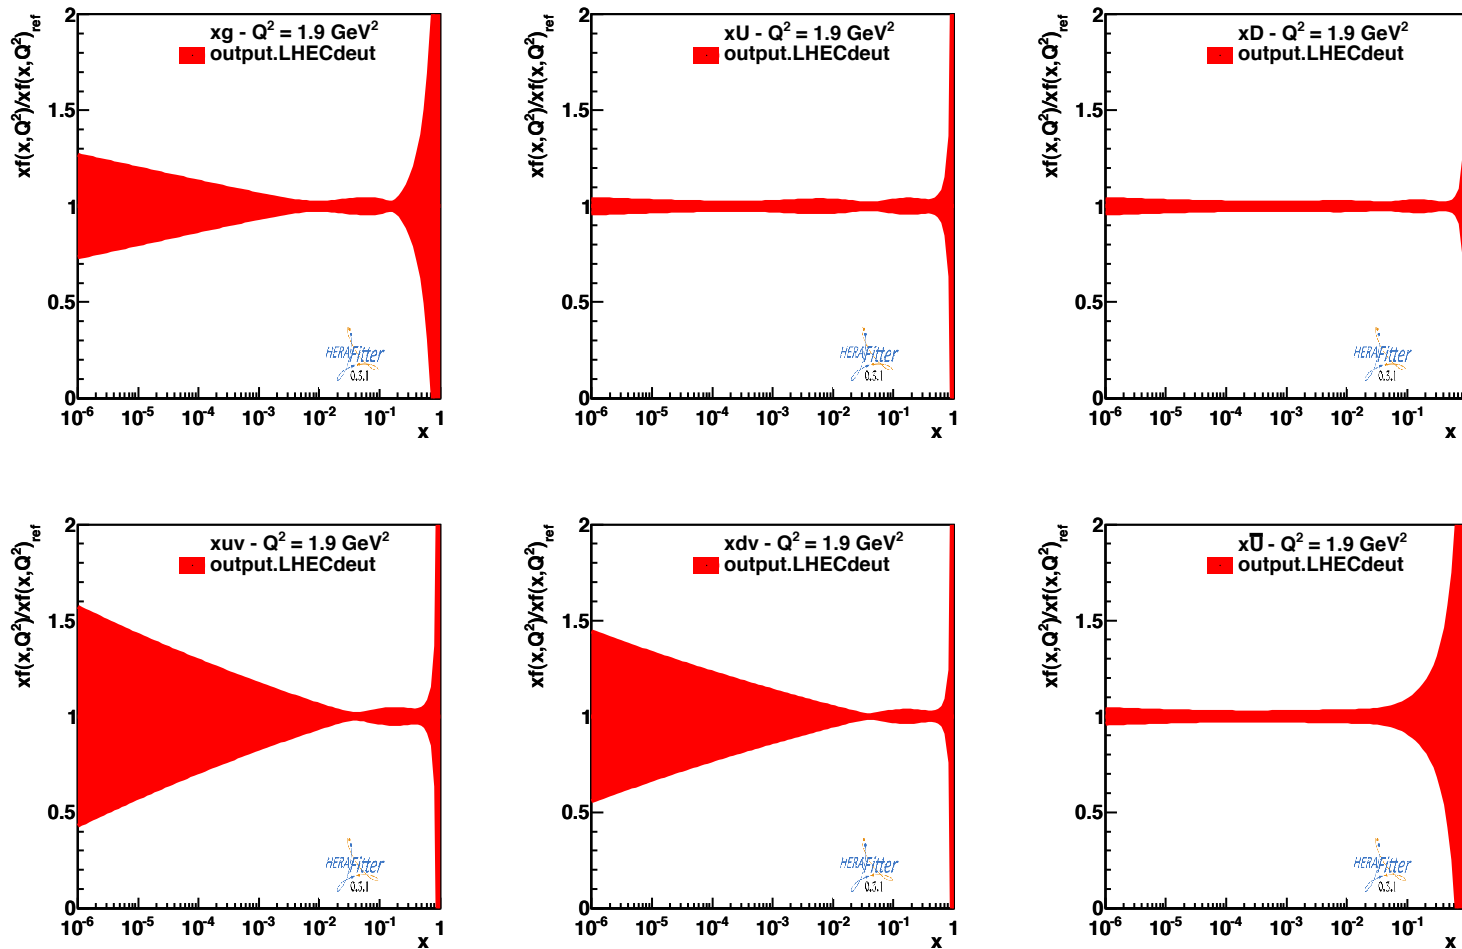 xg - Q² = 1.9 GeV²
output.LHECdeut
xf(x,Q²)/xf(x,Q²)ref
2
1.5
1
0.5
0
HERAFitter
0.3.1
10⁻⁶ 10⁻⁵ 10⁻⁴ 10⁻³ 10⁻² 10⁻¹ 1
x
xU - Q² = 1.9 GeV²
output.LHECdeut
xf(x,Q²)/xf(x,Q²)ref
2
1.5
1
0.5
0
HERAFitter
0.3.1
10⁻⁶ 10⁻⁵ 10⁻⁴ 10⁻³ 10⁻² 10⁻¹ 1
x
xD - Q² = 1.9 GeV²
output.LHECdeut
xf(x,Q²)/xf(x,Q²)ref
2
1.5
1
0.5
0
HERAFitter
0.3.1
10⁻⁶ 10⁻⁵ 10⁻⁴ 10⁻³ 10⁻² 10⁻¹
x
xuv - Q² = 1.9 GeV²
output.LHECdeut
xf(x,Q²)/xf(x,Q²)ref
2
1.5
1
0.5
0
HERAFitter
0.3.1
10⁻⁶ 10⁻⁵ 10⁻⁴ 10⁻³ 10⁻² 10⁻¹ 1
x
xdv - Q² = 1.9 GeV²
output.LHECdeut
xf(x,Q²)/xf(x,Q²)ref
2
1.5
1
0.5
0
HERAFitter
0.3.1
10⁻⁶ 10⁻⁵ 10⁻⁴ 10⁻³ 10⁻² 10⁻¹ 1
x
xU̅ - Q² = 1.9 GeV²
output.LHECdeut
xf(x,Q²)/xf(x,Q²)ref
2
1.5
1
0.5
0
HERAFitter
0.3.1
10⁻⁶ 10⁻⁵ 10⁻⁴ 10⁻³ 10⁻² 10⁻¹
x